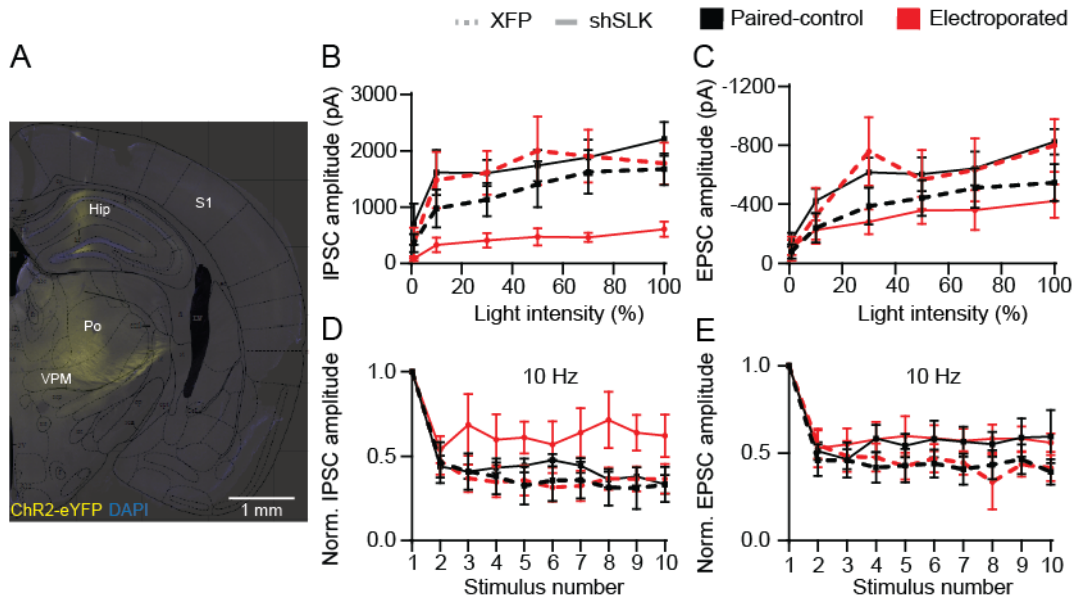 XFP shSLK Paired-control Electroporated
A
Hip
S1
Po
VPM
ChR2-eYFP DAPI
1 mm
B
IPSC amplitude (pA)
3000
2000
1000
0
0 20 40 60 80 100
Light intensity (%)
C
EPSC amplitude (pA)
-1200
-800
-400
0
0 20 40 60 80 100
Light intensity (%)
D
Norm. IPSC amplitude
10 Hz
1.0
0.5
0.0
1 2 3 4 5 6 7 8 9 10
Stimulus number
E
Norm. EPSC amplitude
10 Hz
1.0
0.5
0.0
1 2 3 4 5 6 7 8 9 10
Stimulus number